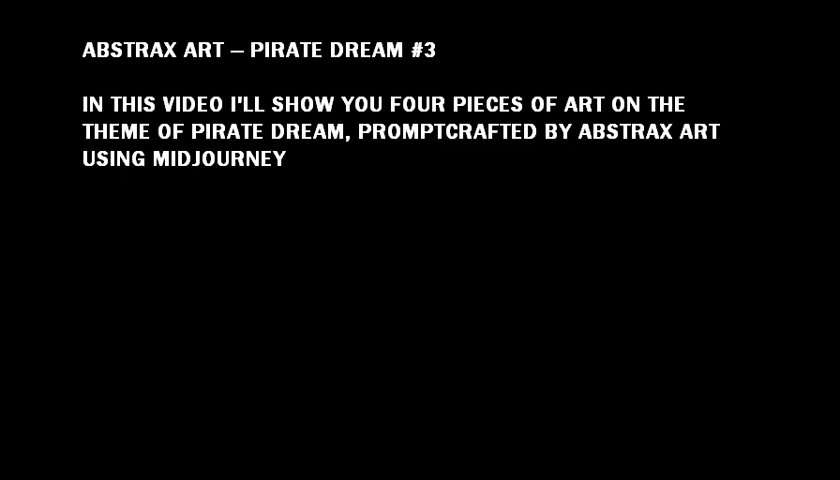 ABSTRAX ART – PIRATE DREAM #3
IN THIS VIDEO I'LL SHOW YOU FOUR PIECES OF ART ON THE
THEME OF PIRATE DREAM, PROMPTCRAFTED BY ABSTRAX ART
USING MIDJOURNEY